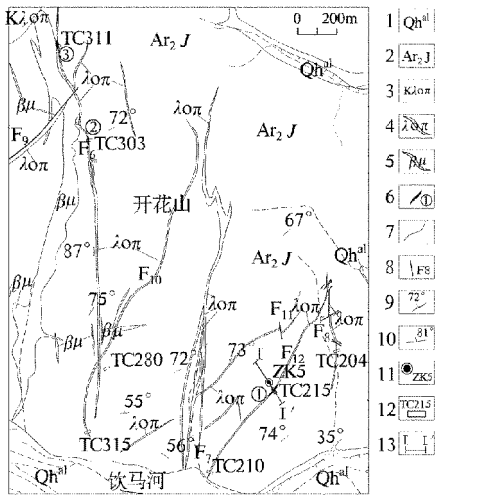 Kλοπ
TC311
③
Ar₂ J
0 200m
Qhᵃˡ
λοπ
βμ
72°
Ar₂ J
F₉
②
F₆ TC303
λοπ
λοπ
βμ
开花山
67°
87°
λοπ
Ar₂ J
Qhᵃˡ
F₁₀
βμ
75°
λοπ
λοπ
F₁₁
λοπ
F₈
λοπ
βμ
βμ
TC280
72°
73
I
F₁₂
TC204
ZK5
55°
λοπ
①
TC215
I′
λοπ
TC315
56°
F₇
74°
35°
TC210
Qhᵃˡ
饮马河
Qhᵃˡ
1 Qhᵃˡ
2 Ar₂ J
3 Kλοπ
4 λοπ
5 βμ
6 ①
7
8 F8
9 72°
10 81°
11 ZK5
12 TC215
13 I I′